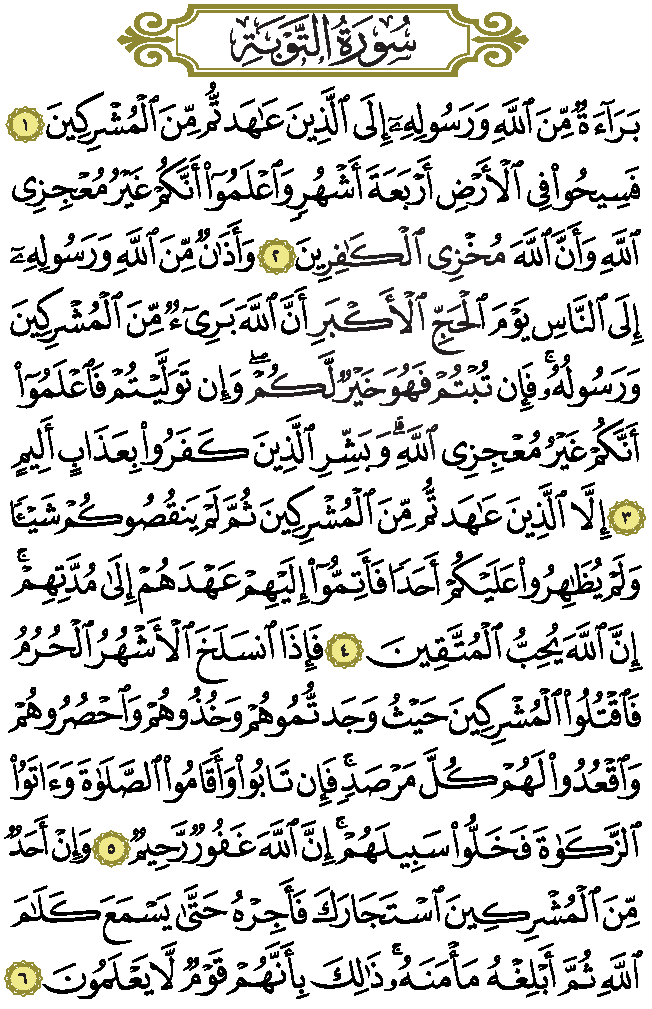 سُورَةُ التَّوْبَةِ
بَرَآءَةٌ مِّنَ ٱللَّهِ وَرَسُولِهِۦٓ إِلَى ٱلَّذِينَ عَٰهَدتُّم مِّنَ ٱلْمُشْرِكِينَ ١
فَسِيحُوا۟ فِى ٱلْأَرْضِ أَرْبَعَةَ أَشْهُرٍ وَٱعْلَمُوٓا۟ أَنَّكُمْ غَيْرُ مُعْجِزِى
ٱللَّهِ وَأَنَّ ٱللَّهَ مُخْزِى ٱلْكَٰفِرِينَ ٢ وَأَذَٰنٌ مِّنَ ٱللَّهِ وَرَسُولِهِۦٓ
إِلَى ٱلنَّاسِ يَوْمَ ٱلْحَجِّ ٱلْأَكْبَرِ أَنَّ ٱللَّهَ بَرِىٓءٌ مِّنَ ٱلْمُشْرِكِينَ
وَرَسُولُهُۥ ۚ فَإِن تُبْتُمْ فَهُوَ خَيْرٌ لَّكُمْ ۖ وَإِن تَوَلَّيْتُمْ فَٱعْلَمُوٓا۟
أَنَّكُمْ غَيْرُ مُعْجِزِى ٱللَّهِ ۗ وَبَشِّرِ ٱلَّذِينَ كَفَرُوا۟ بِعَذَابٍ أَلِيمٍ
٣ إِلَّا ٱلَّذِينَ عَٰهَدتُّم مِّنَ ٱلْمُشْرِكِينَ ثُمَّ لَمْ يَنقُصُوكُمْ شَيْـًٔا
وَلَمْ يُظَٰهِرُوا۟ عَلَيْكُمْ أَحَدًا فَأَتِمُّوٓا۟ إِلَيْهِمْ عَهْدَهُمْ إِلَىٰ مُدَّتِهِمْ ۚ
إِنَّ ٱللَّهَ يُحِبُّ ٱلْمُتَّقِينَ ٤ فَإِذَا ٱنسَلَخَ ٱلْأَشْهُرُ ٱلْحُرُمُ
فَٱقْتُلُوا۟ ٱلْمُشْرِكِينَ حَيْثُ وَجَدتُّمُوهُمْ وَخُذُوهُمْ وَٱحْصُرُوهُمْ
وَٱقْعُدُوا۟ لَهُمْ كُلَّ مَرْصَدٍ ۚ فَإِن تَابُوا۟ وَأَقَامُوا۟ ٱلصَّلَوٰةَ وَءَاتَوُا۟
ٱلزَّكَوٰةَ فَخَلُّوا۟ سَبِيلَهُمْ ۚ إِنَّ ٱللَّهَ غَفُورٌ رَّحِيمٌ ٥ وَإِنْ أَحَدٌ
مِّنَ ٱلْمُشْرِكِينَ ٱسْتَجَارَكَ فَأَجِرْهُ حَتَّىٰ يَسْمَعَ كَلَٰمَ
ٱللَّهِ ثُمَّ أَبْلِغْهُ مَأْمَنَهُۥ ۚ ذَٰلِكَ بِأَنَّهُمْ قَوْمٌ لَّا يَعْلَمُونَ ٦